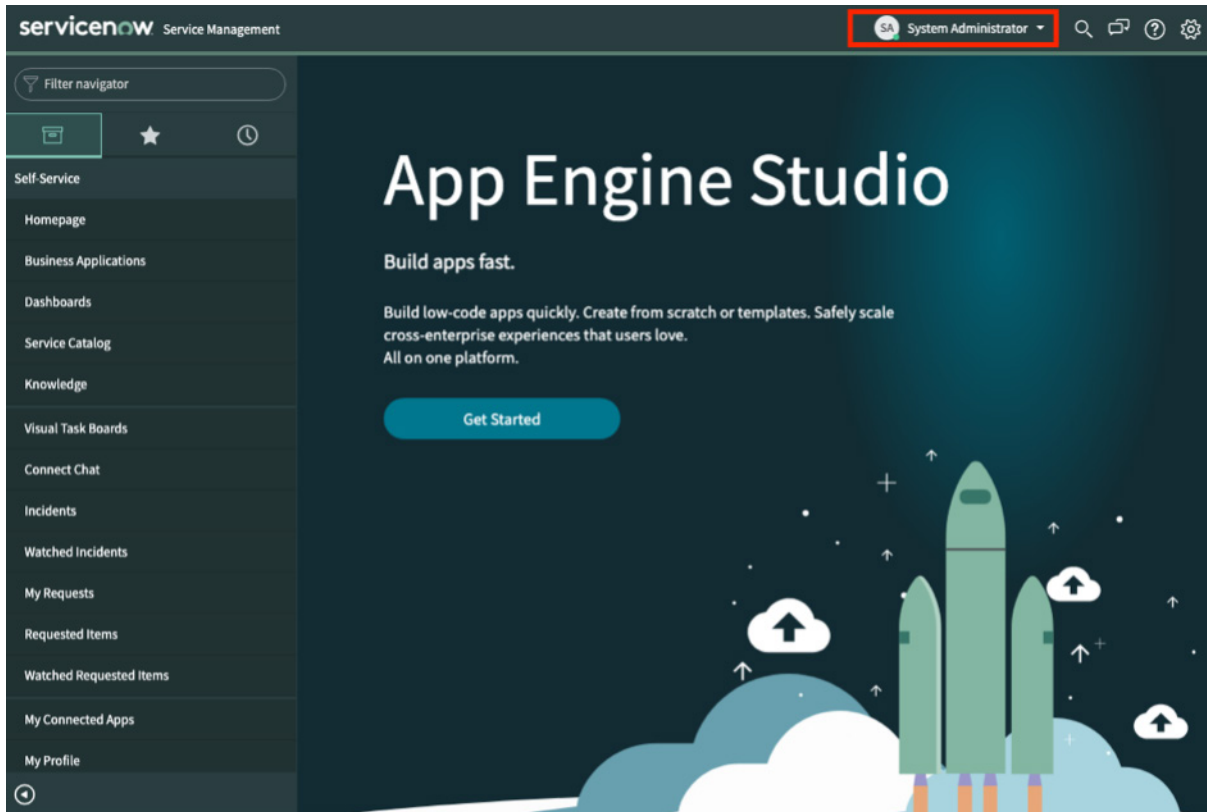 servicenow Service Management
SA System Administrator
Filter navigator
Self-Service
Homepage
Business Applications
Dashboards
Service Catalog
Knowledge
Visual Task Boards
Connect Chat
Incidents
Watched Incidents
My Requests
Requested Items
Watched Requested Items
My Connected Apps
My Profile
App Engine Studio
Build apps fast.
Build low-code apps quickly. Create from scratch or templates. Safely scale
cross-enterprise experiences that users love.
All on one platform.
Get Started